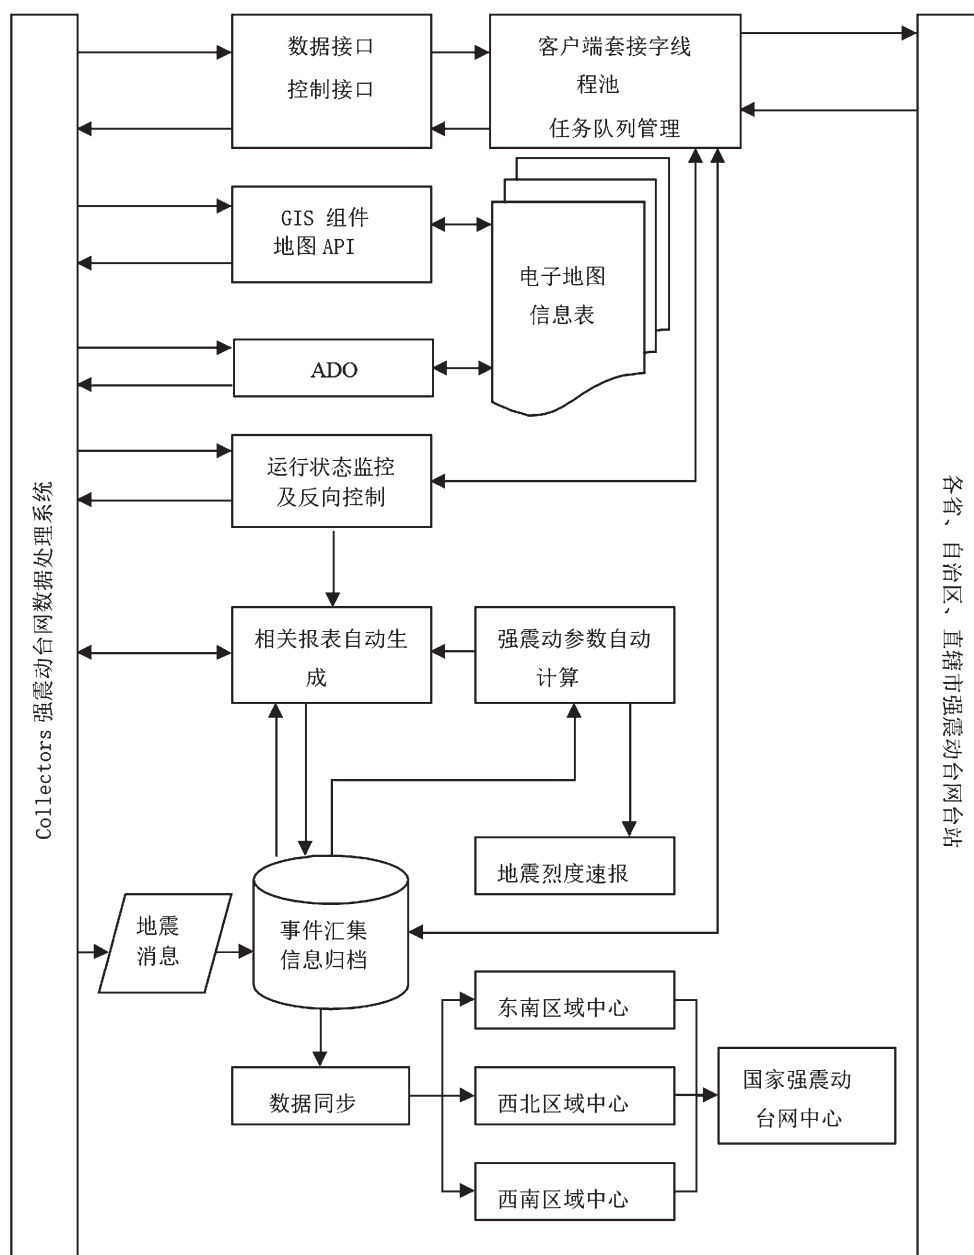 数据接口
控制接口
客户端套接字线
程池
任务队列管理
GIS 组件
地图 API
电子地图
信息表
ADO
运行状态监控
及反向控制
Collectors 强震动台网数据处理系统
各省、自治区、直辖市强震动台网台站
相关报表自动生
成
强震动参数自动
计算
地震烈度速报
地震
消息
事件汇集
信息归档
东南区域中心
数据同步
西北区域中心
国家强震动
台网中心
西南区域中心